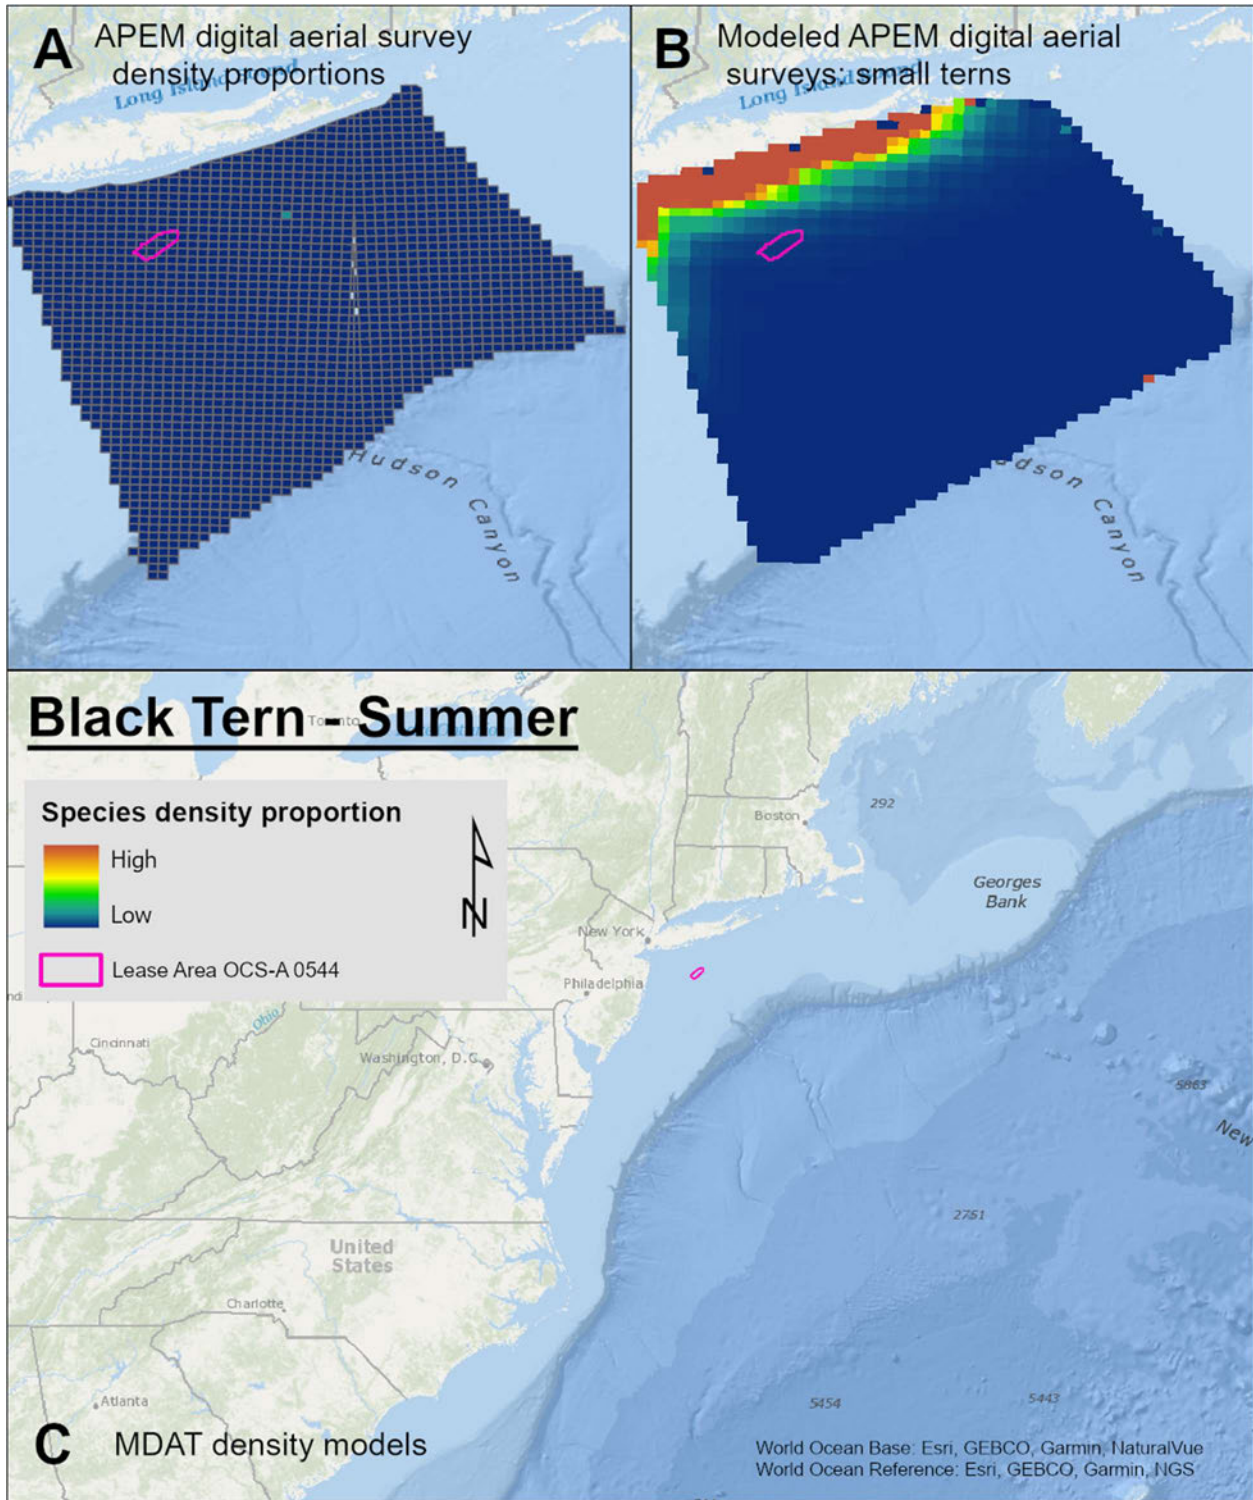 A APEM digital aerial survey
density proportions
Long Island Sound
Hudson Canyon
B Modeled APEM digital aerial
surveys: small terns
Long Island Sound
Hudson Canyon
Black Tern - Summer
Toronto
Species density proportion
High
Low
N
Lease Area OCS-A 0544
Boston
292
Georges
Bank
New York
Philadelphia
Ohio
Cincinnati
Washington, D.C.
5863
New
2751
United
States
Charlotte
Atlanta
5454
5443
C MDAT density models
World Ocean Base: Esri, GEBCO, Garmin, NaturalVue
World Ocean Reference: Esri, GEBCO, Garmin, NGS